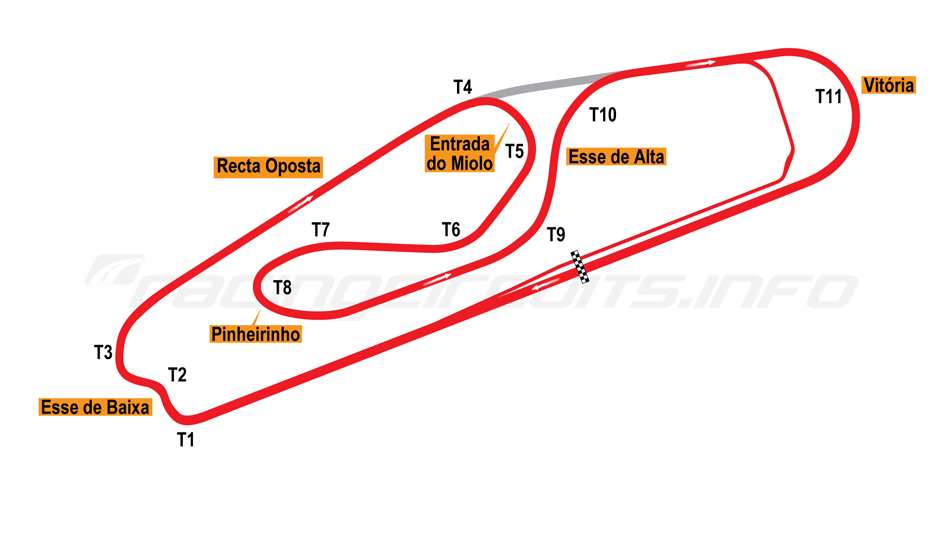 T4
Vitória
T11
T10
Entrada
do Miolo
T5
Esse de Alta
Recta Oposta
T7
T6
T9
T8
racingcircuits.info
Pinheirinho
T3
T2
Esse de Baixa
T1